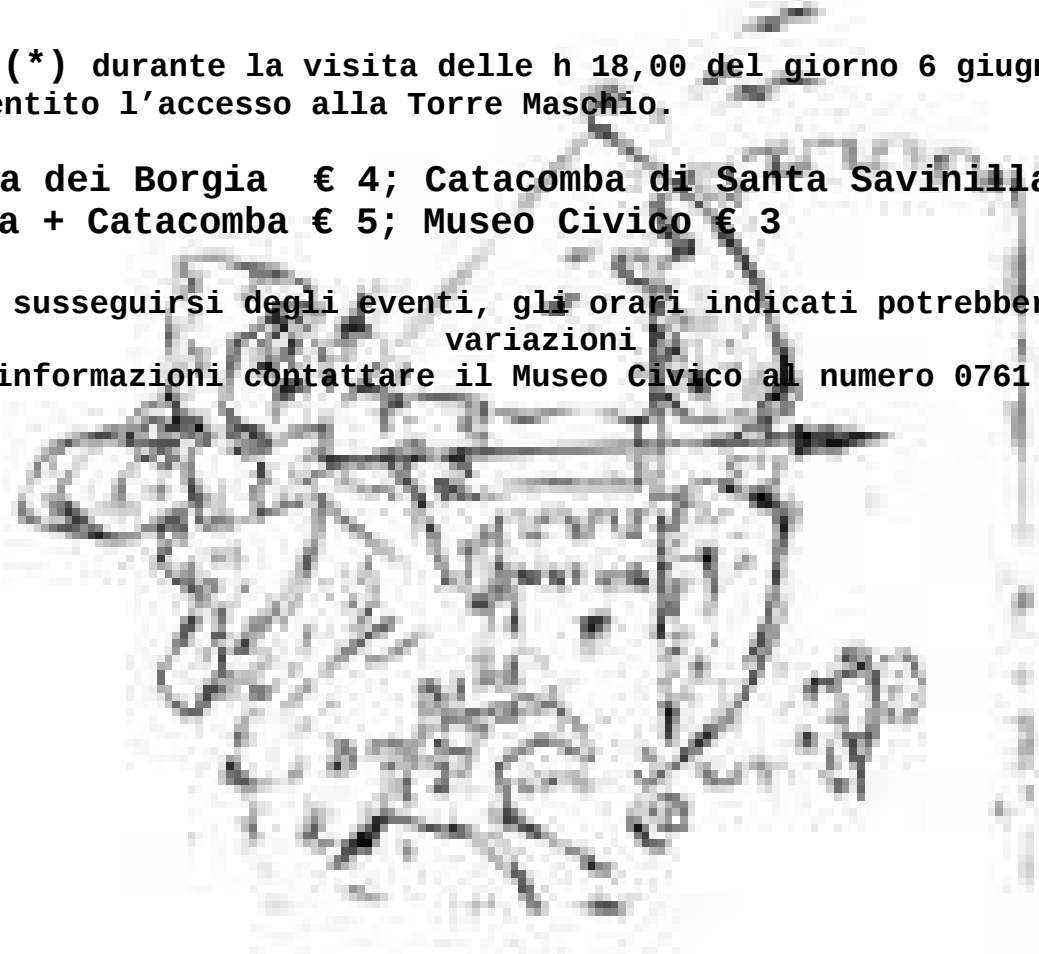 (*) durante la visita delle h 18,00 del giorno 6 giugn
entito l’accesso alla Torre Maschio.
a dei Borgia € 4; Catacomba di Santa Savinilla
a + Catacomba € 5; Museo Civico € 3
susseguirsi degli eventi, gli orari indicati potrebber
variazioni
informazioni contattare il Museo Civico al numero 0761